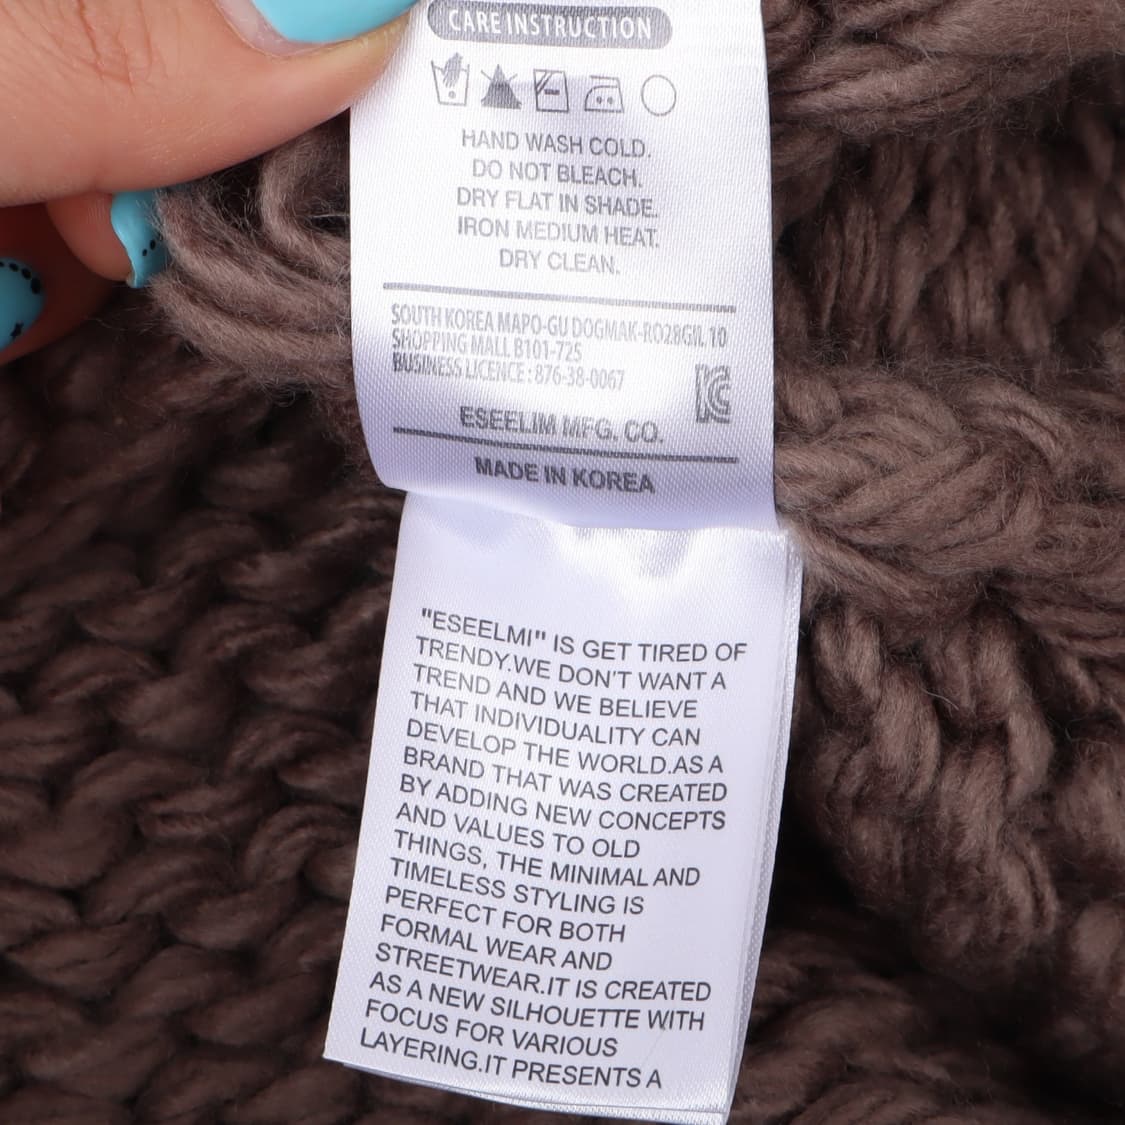 CARE INSTRUCTION
HAND WASH COLD.
DO NOT BLEACH.
DRY FLAT IN SHADE.
IRON MEDIUM HEAT.
DRY CLEAN.
SOUTH KOREA MAPO-GU DOGMAK-RO28GIL 10
SHOPPING MALL B101-725
BUSINESS LICENCE : 876-38-0067
ESEELIM MFG. CO.
MADE IN KOREA
"ESEELMI" IS GET TIRED OF
TRENDY.WE DON'T WANT A
TREND AND WE BELIEVE
THAT INDIVIDUALITY CAN
DEVELOP THE WORLD.AS A
BRAND THAT WAS CREATED
BY ADDING NEW CONCEPTS
AND VALUES TO OLD
THINGS, THE MINIMAL AND
TIMELESS STYLING IS
PERFECT FOR BOTH
FORMAL WEAR AND
STREETWEAR.IT IS CREATED
AS A NEW SILHOUETTE WITH
FOCUS FOR VARIOUS
LAYERING.IT PRESENTS A